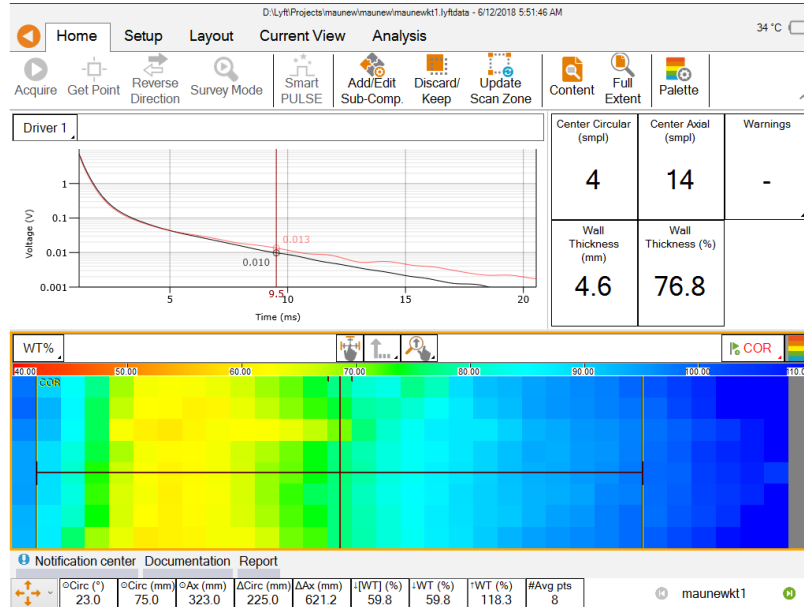 D:\Lyft\Projects\maunew\maunew\maunewkt1.lyftdata - 6/12/2018 5:51:46 AM
Home Setup Layout Current View Analysis 34 °C
Acquire Get Point Reverse Direction Survey Mode Smart PULSE Add/Edit Sub-Comp. Discard/ Keep Update Scan Zone Content Full Extent Palette
Driver 1
Center Circular (smpl) Center Axial (smpl) Warnings
4 14 -
Wall Thickness (mm) Wall Thickness (%)
4.6 76.8
Voltage (V)
1
0.1
0.01
0.001
0.013
0.010
5 9.5 10 15 20
Time (ms)
WT% COR
40.00 50.00 60.00 70.00 80.00 90.00 100.00 110.0
COR
Notification center Documentation Report
⊙Circ (°) ⊙Circ (mm) ⊙Ax (mm) ΔCirc (mm) ΔAx (mm) ↓[WT] (%) ↓WT (%) ↑WT (%) #Avg pts
23.0 75.0 323.0 225.0 621.2 59.8 59.8 118.3 8
maunewkt1